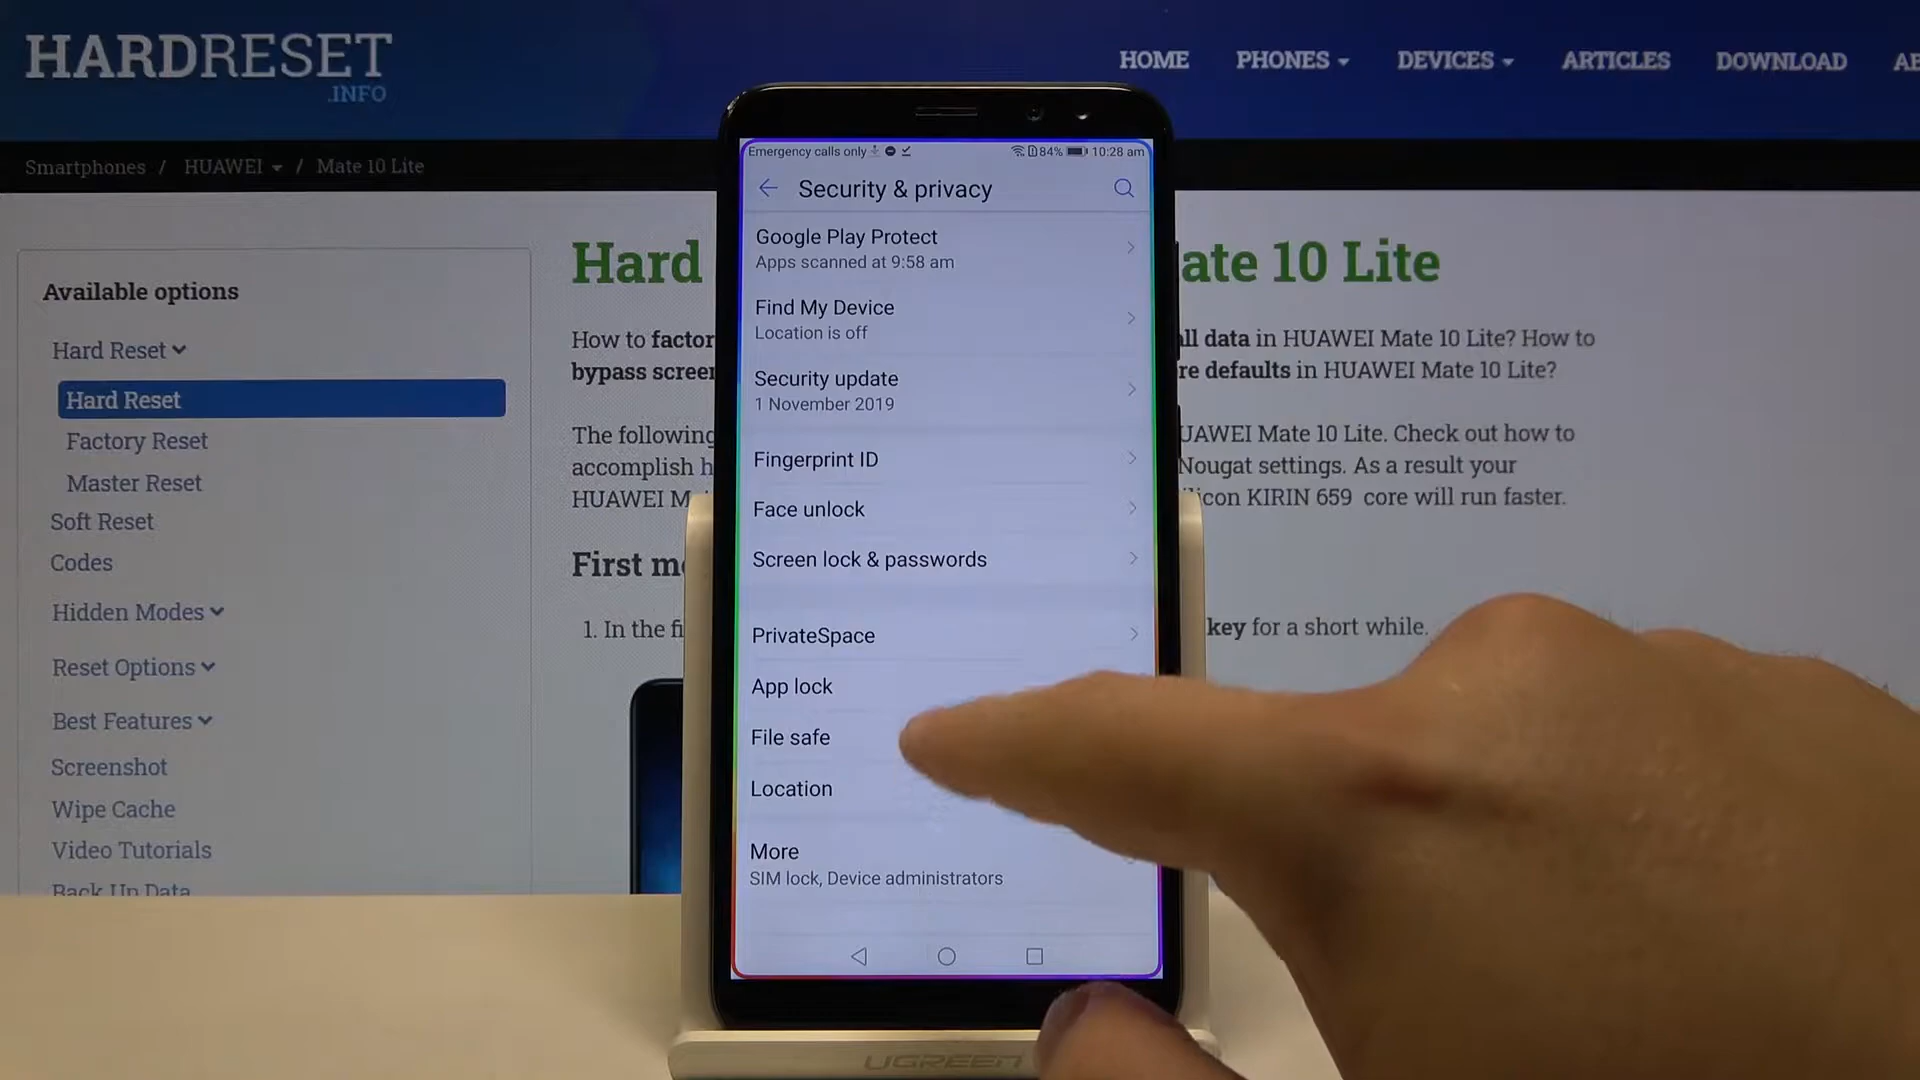 HARDRESET
.INFO
HOME PHONES DEVICES ARTICLES DOWNLOAD
Smartphones / HUAWEI / Mate 10 Lite
Available options
Hard Reset
Hard Reset
Factory Reset
Master Reset
Soft Reset
Codes
Hidden Modes
Reset Options
Best Features
Screenshot
Wipe Cache
Video Tutorials
Back Up Data
Hard ate 10 Lite
How to factor all data in HUAWEI Mate 10 Lite? How to
bypass screen re defaults in HUAWEI Mate 10 Lite?
The following UAWEI Mate 10 Lite. Check out how to
accomplish h Nougat settings. As a result your
HUAWEI M licon KIRIN 659 core will run faster.
First me
1. In the fi key for a short while.
Emergency calls only 84% 10:28 am
Security & privacy
Google Play Protect
Apps scanned at 9:58 am
Find My Device
Location is off
Security update
1 November 2019
Fingerprint ID
Face unlock
Screen lock & passwords
PrivateSpace
App lock
File safe
Location
More
SIM lock, Device administrators
UGREEN